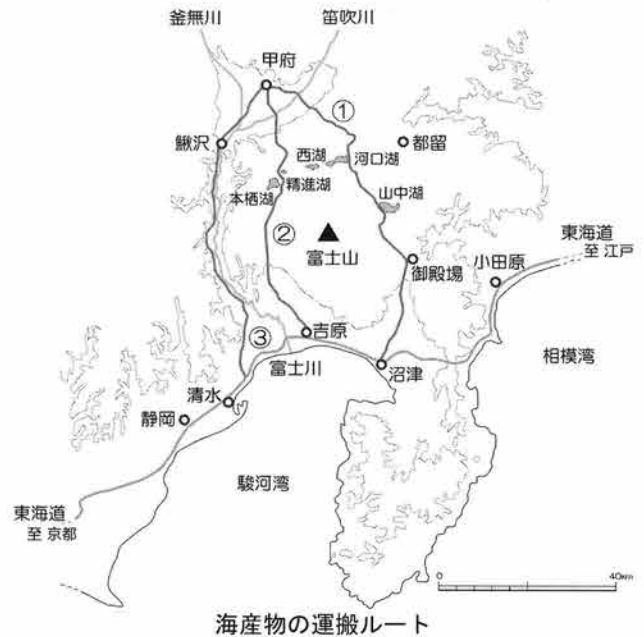 釜無川
笛吹川
甲府
①
鰍沢
都留
西湖
河口湖
本栖湖
精進湖
山中湖
②
富士山
御殿場
小田原
東海道
至 江戸
吉原
③
富士川
沼津
相模湾
清水
静岡
駿河湾
東海道
至 京都
0
40km
海産物の運搬ルート